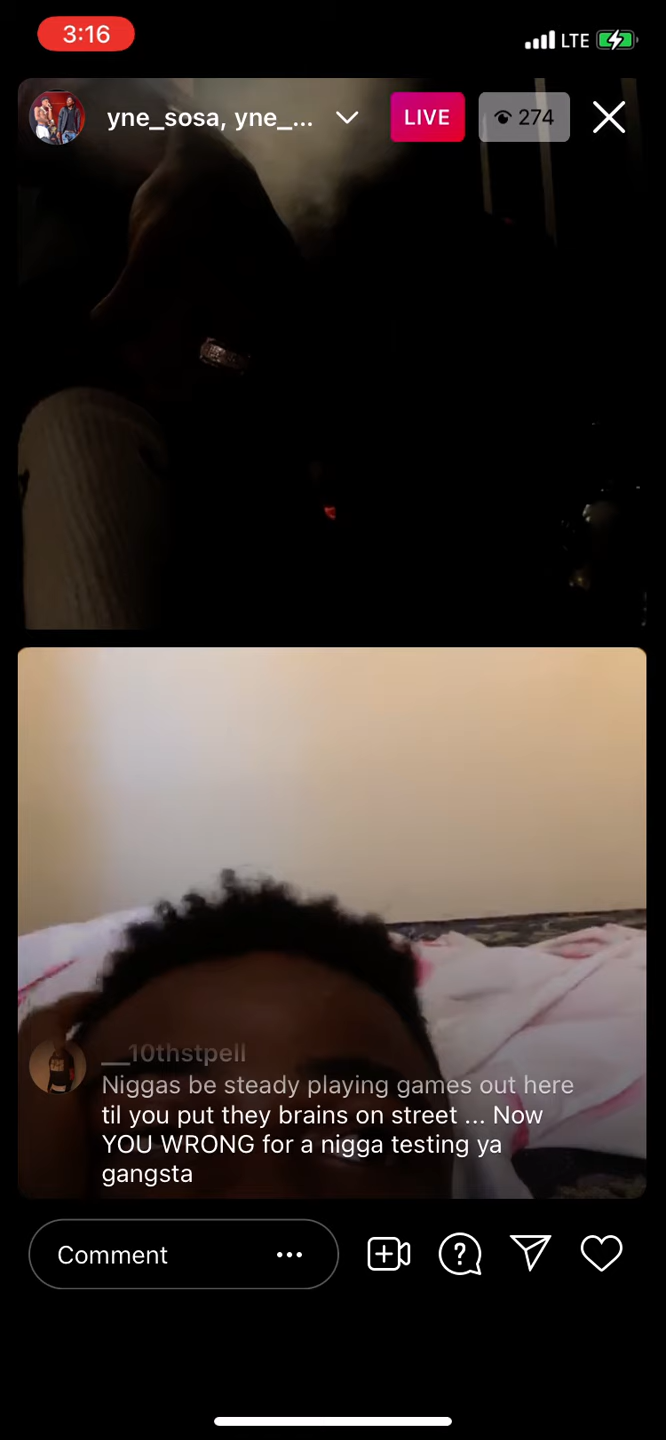 3:16
LTE
yne_sosa, yne_...
LIVE
274
__10thstpell
Niggas be steady playing games out here
til you put they brains on street ... Now
YOU WRONG for a nigga testing ya
gangsta
Comment